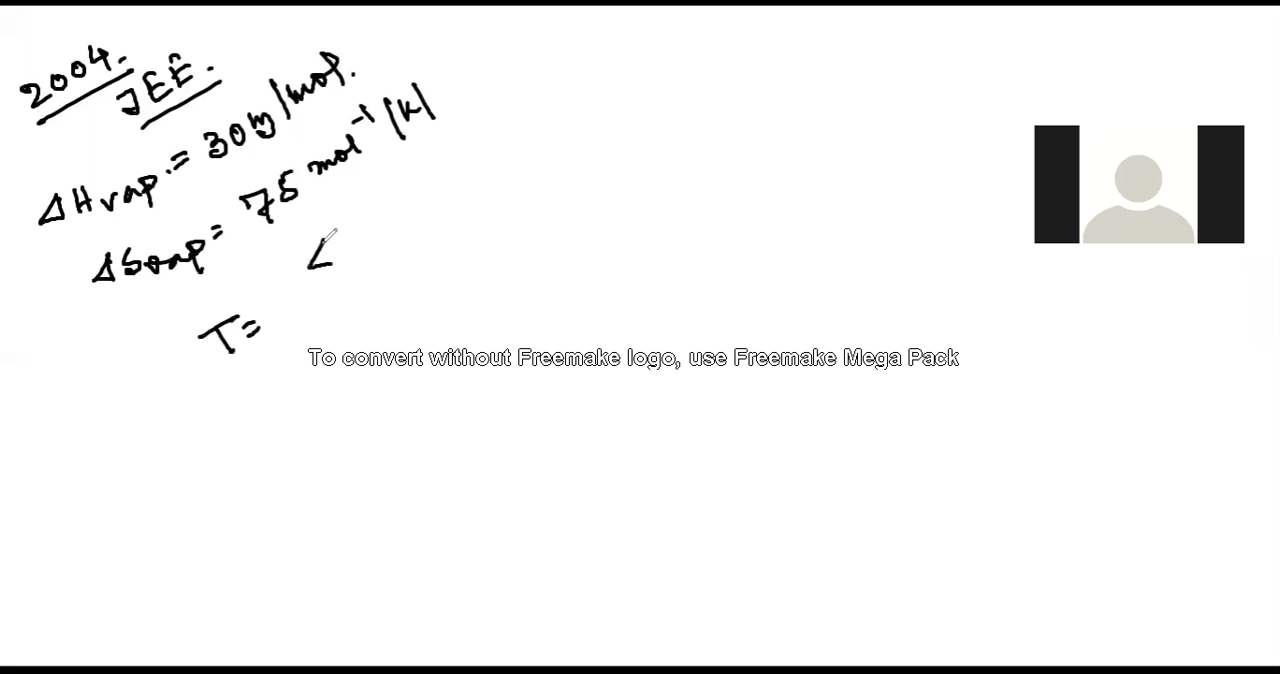 2004.
JEE.
ΔHvap. = 30 kJ/mol.
ΔSvap = 75 mol⁻¹ /K/
T= ∠
To convert without Freemake logo, use Freemake Mega Pack